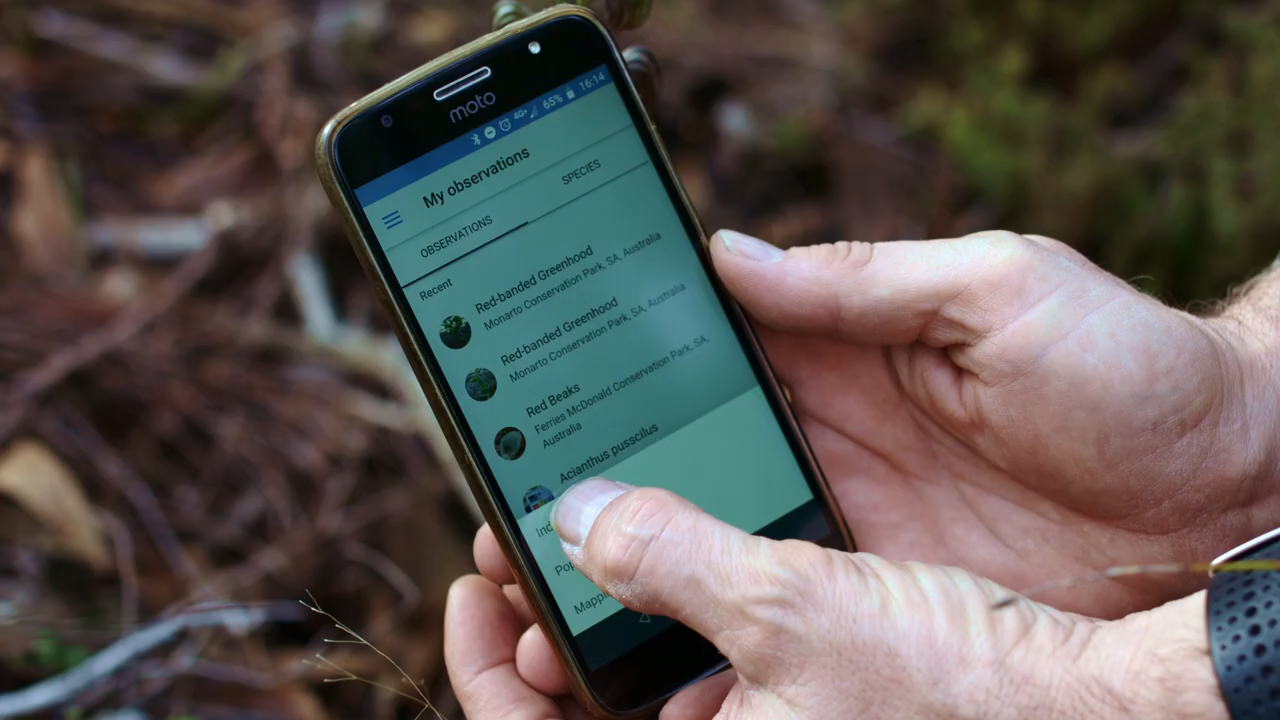 moto
4G+ 65% 16:14
My observations
OBSERVATIONS SPECIES
Recent
Red-banded Greenhood
Monarto Conservation Park, SA, Australia
Red-banded Greenhood
Monarto Conservation Park, SA, Australia
Red Beaks
Ferries McDonald Conservation Park, SA,
Australia
Acianthus pusscilus